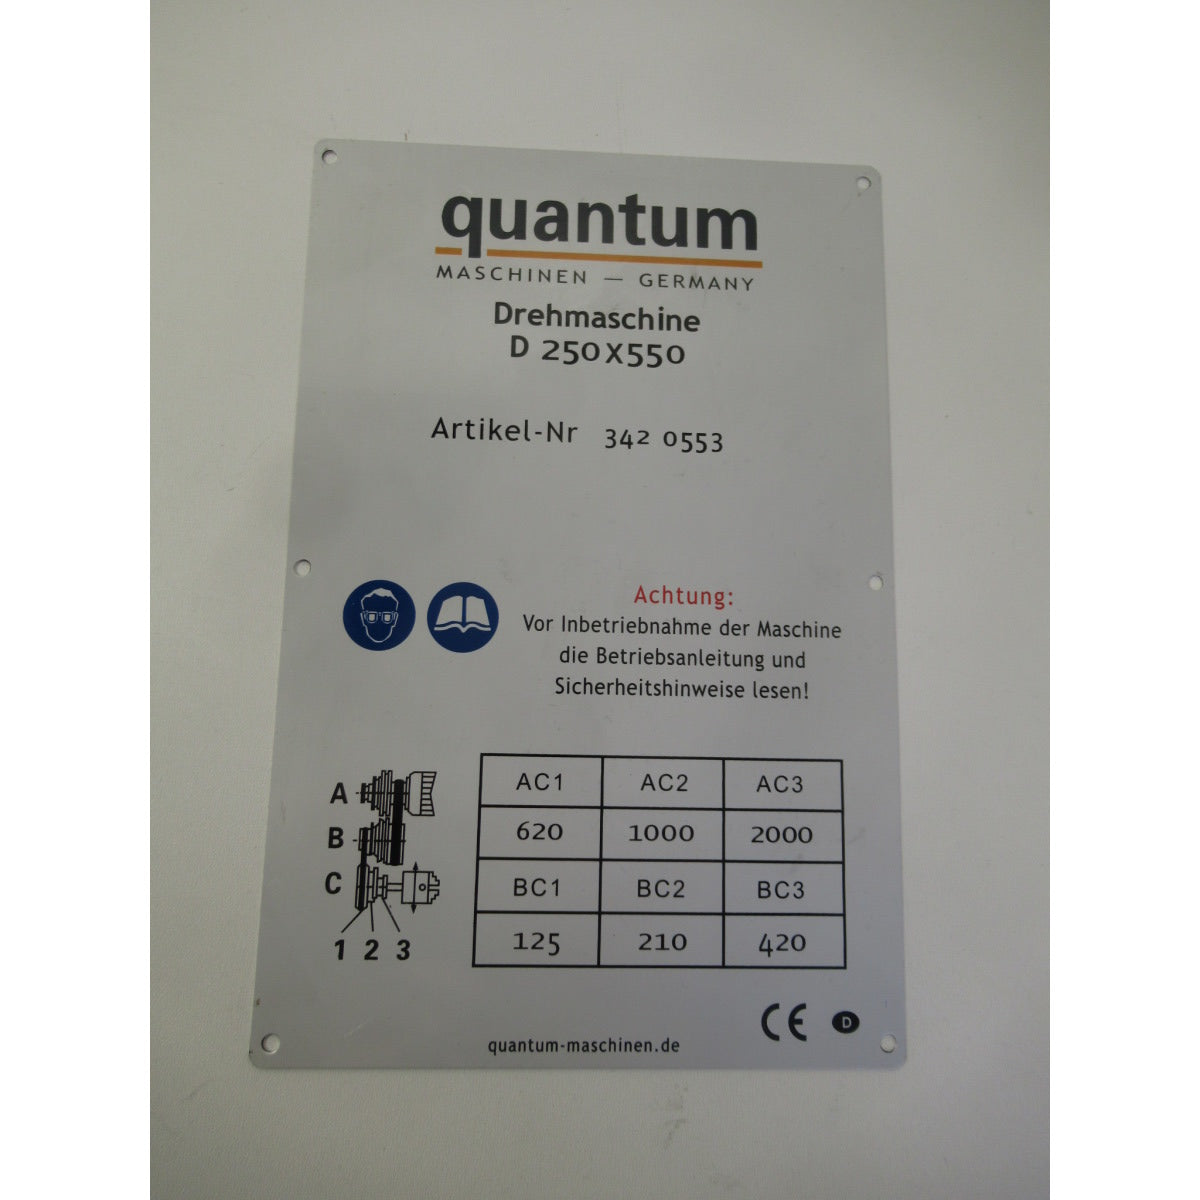 quantum
MASCHINEN — GERMANY
Drehmaschine
D 250X550
Artikel-Nr 342 0553
Achtung:
Vor Inbetriebnahme der Maschine
die Betriebsanleitung und
Sicherheitshinweise lesen!
A
B
C
1 2 3
AC1 AC2 AC3
620 1000 2000
BC1 BC2 BC3
125 210 420
CE D
quantum-maschinen.de